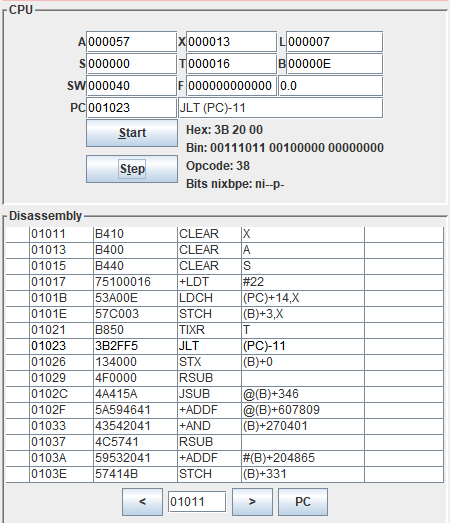 CPU
A 000057 X 000013 L 000007
S 000000 T 000016 B 00000E
SW 000040 F 000000000000 0.0
PC 001023 JLT (PC)-11
Start Hex: 3B 20 00
Bin: 00111011 00100000 00000000
Step Opcode: 38
Bits nixbpe: ni--p-
Disassembly
01011 B410 CLEAR X
01013 B400 CLEAR A
01015 B440 CLEAR S
01017 75100016 +LDT #22
0101B 53A00E LDCH (PC)+14,X
0101E 57C003 STCH (B)+3,X
01021 B850 TIXR T
01023 3B2FF5 JLT (PC)-11
01026 134000 STX (B)+0
01029 4F0000 RSUB
0102C 4A415A JSUB @(B)+346
0102F 5A594641 +ADDF @(B)+607809
01033 43542041 +AND (B)+270401
01037 4C5741 RSUB
0103A 59532041 +ADDF #(B)+204865
0103E 57414B STCH (B)+331
< 01011 > PC